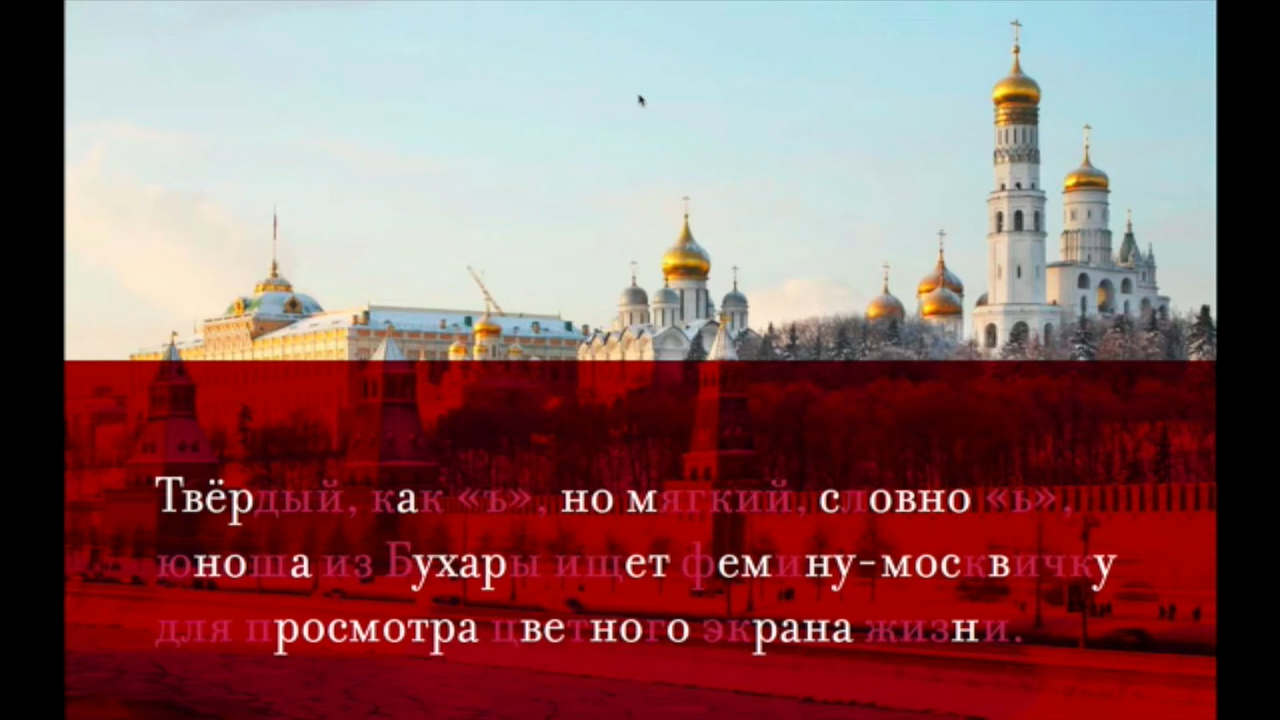 Твёрдый, как «ъ», но мягкий, словно «ь»,
юноша из Бухары ищет фемину-москвичку
для просмотра цветного экрана жизни.